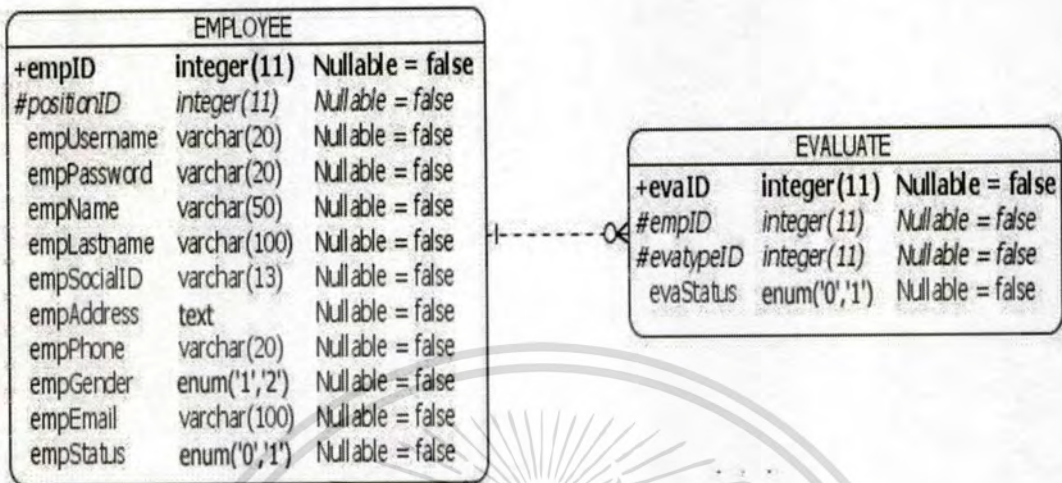 EMPLOYEE
+empID integer(11) Nullable = false
#positionID integer(11) Nullable = false
empUsername varchar(20) Nullable = false
empPassword varchar(20) Nullable = false
empName varchar(50) Nullable = false
empLastname varchar(100) Nullable = false
empSocialID varchar(13) Nullable = false
empAddress text Nullable = false
empPhone varchar(20) Nullable = false
empGender enum('1','2') Nullable = false
empEmail varchar(100) Nullable = false
empStatus enum('0','1') Nullable = false
EVALUATE
+evaID integer(11) Nullable = false
#empID integer(11) Nullable = false
#evatypeID integer(11) Nullable = false
evaStatus enum('0','1') Nullable = false